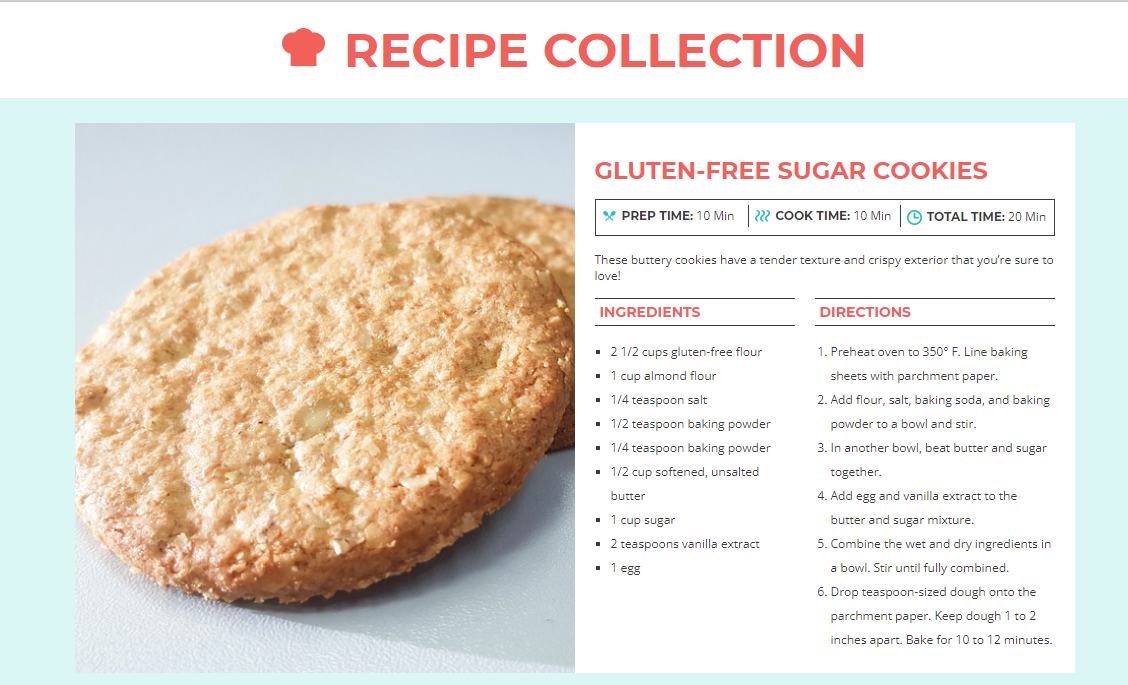 RECIPE COLLECTION
GLUTEN-FREE SUGAR COOKIES
PREP TIME: 10 Min
COOK TIME: 10 Min
TOTAL TIME: 20 Min
These buttery cookies have a tender texture and crispy exterior that you’re sure to
love!
INGREDIENTS
2 1/2 cups gluten-free flour
1 cup almond flour
1/4 teaspoon salt
1/2 teaspoon baking powder
1/4 teaspoon baking powder
1/2 cup softened, unsalted
butter
1 cup sugar
2 teaspoons vanilla extract
1 egg
DIRECTIONS
1. Preheat oven to 350° F. Line baking
sheets with parchment paper.
2. Add flour, salt, baking soda, and baking
powder to a bowl and stir.
3. In another bowl, beat butter and sugar
together.
4. Add egg and vanilla extract to the
butter and sugar mixture.
5. Combine the wet and dry ingredients in
a bowl. Stir until fully combined.
6. Drop teaspoon-sized dough onto the
parchment paper. Keep dough 1 to 2
inches apart. Bake for 10 to 12 minutes.